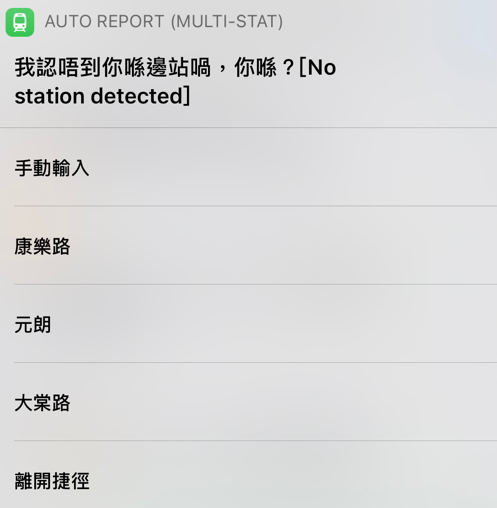 AUTO REPORT (MULTI-STAT)
我認唔到你喺邊站喎，你喺？[No
station detected]
手動輸入
康樂路
元朗
大棠路
離開捷徑